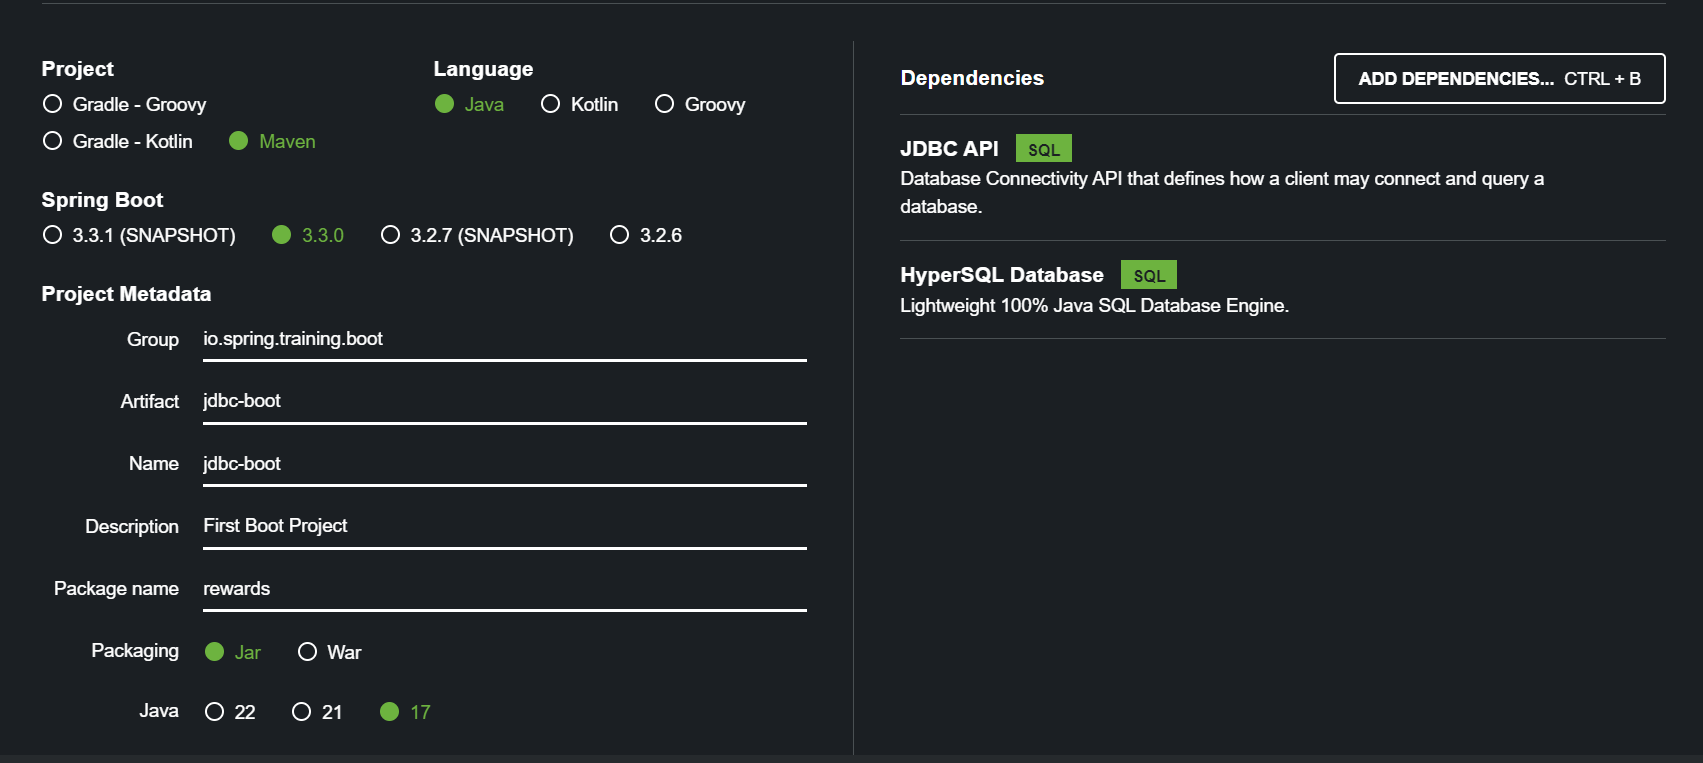 Project
Gradle - Groovy
Gradle - Kotlin Maven
Language
Java Kotlin Groovy
Spring Boot
3.3.1 (SNAPSHOT) 3.3.0 3.2.7 (SNAPSHOT) 3.2.6
Project Metadata
Group io.spring.training.boot
Artifact jdbc-boot
Name jdbc-boot
Description First Boot Project
Package name rewards
Packaging Jar War
Java 22 21 17
Dependencies ADD DEPENDENCIES... CTRL + B
JDBC API SQL
Database Connectivity API that defines how a client may connect and query a
database.
HyperSQL Database SQL
Lightweight 100% Java SQL Database Engine.